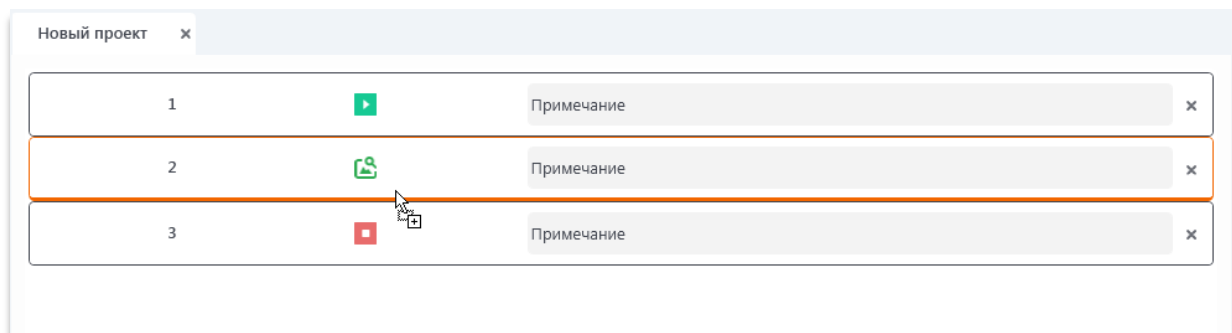 Новый проект
1 Примечание
2 Примечание
3 Примечание